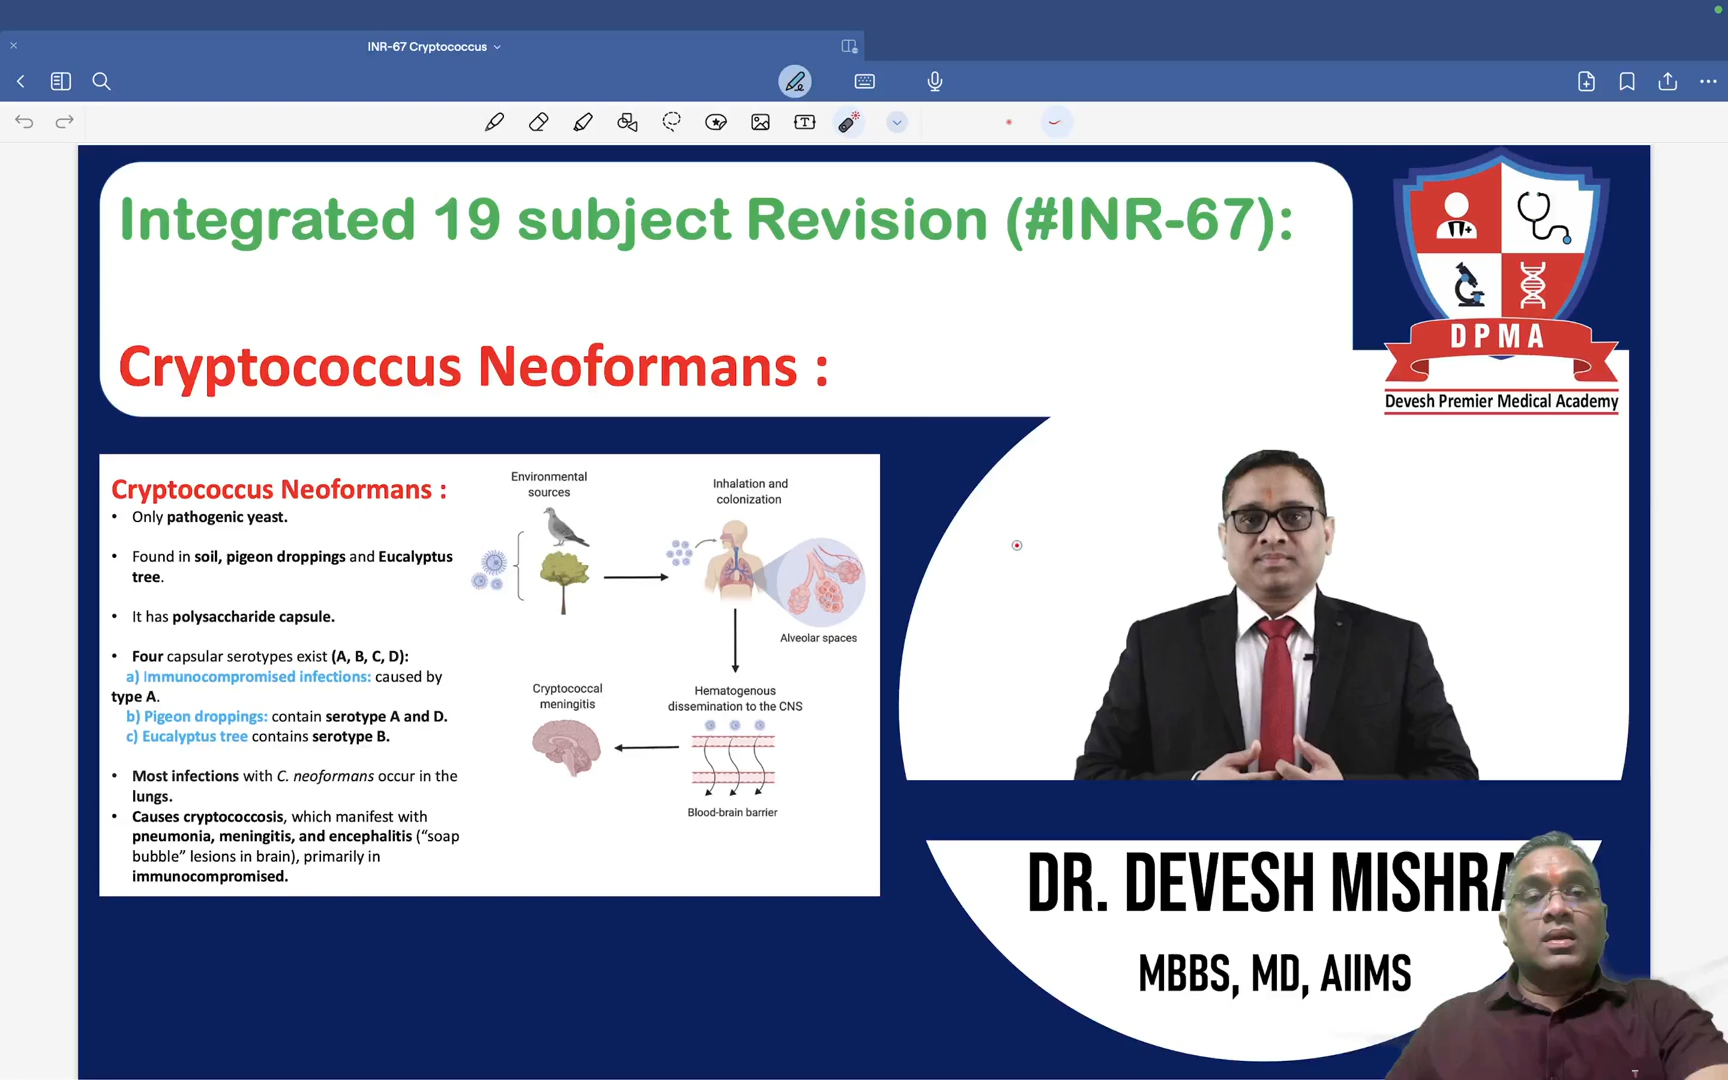 INR-67 Cryptococcus
Integrated 19 subject Revision (#INR-67):
Cryptococcus Neoformans :
DPMA
Devesh Premier Medical Academy
Cryptococcus Neoformans :
• Only pathogenic yeast.
• Found in soil, pigeon droppings and Eucalyptus
tree.
• It has polysaccharide capsule.
• Four capsular serotypes exist (A, B, C, D):
a) Immunocompromised infections: caused by
type A.
b) Pigeon droppings: contain serotype A and D.
c) Eucalyptus tree contains serotype B.
• Most infections with C. neoformans occur in the
lungs.
• Causes cryptococcosis, which manifest with
pneumonia, meningitis, and encephalitis (“soap
bubble” lesions in brain), primarily in
immunocompromised.
Environmental
sources
Inhalation and
colonization
Alveolar spaces
Hematogenous
dissemination to the CNS
Blood-brain barrier
Cryptococcal
meningitis
DR. DEVESH MISHRA
MBBS, MD, AIIMS